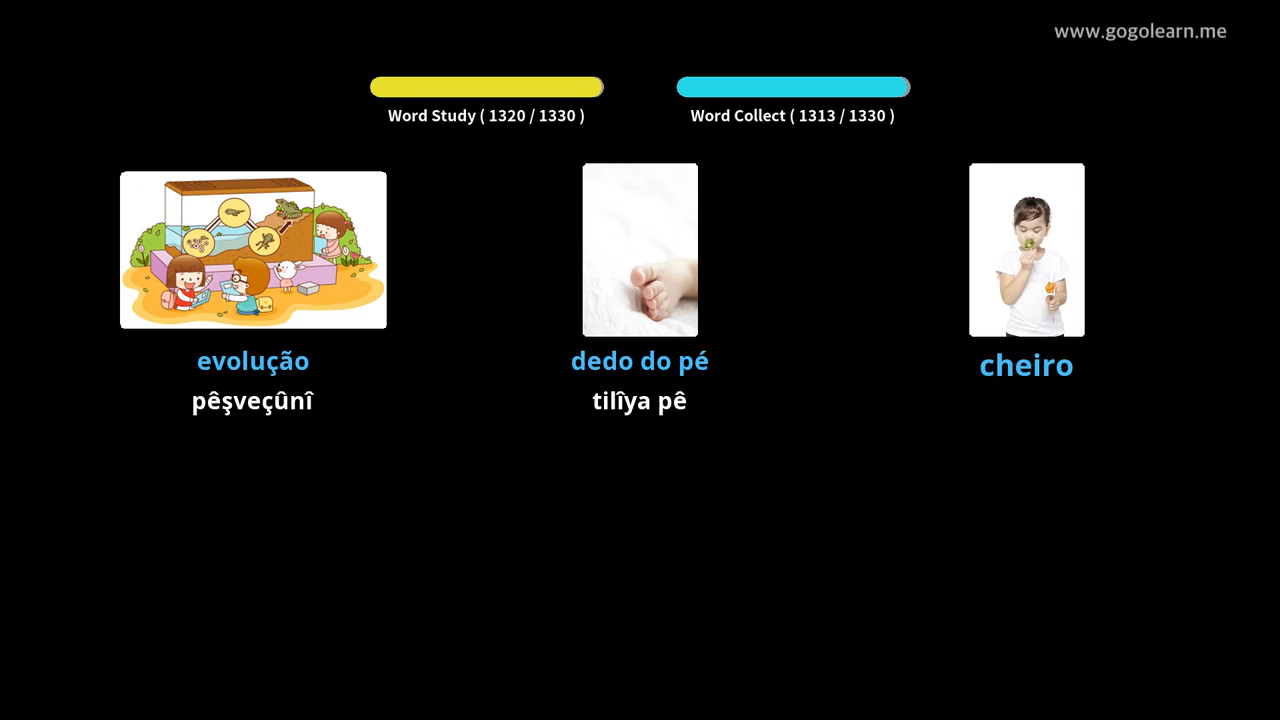 www.gogolearn.me
Word Study ( 1320 / 1330 )
Word Collect ( 1313 / 1330 )
evolução
dedo do pé
cheiro
pêşveçûnî
tilîya pê